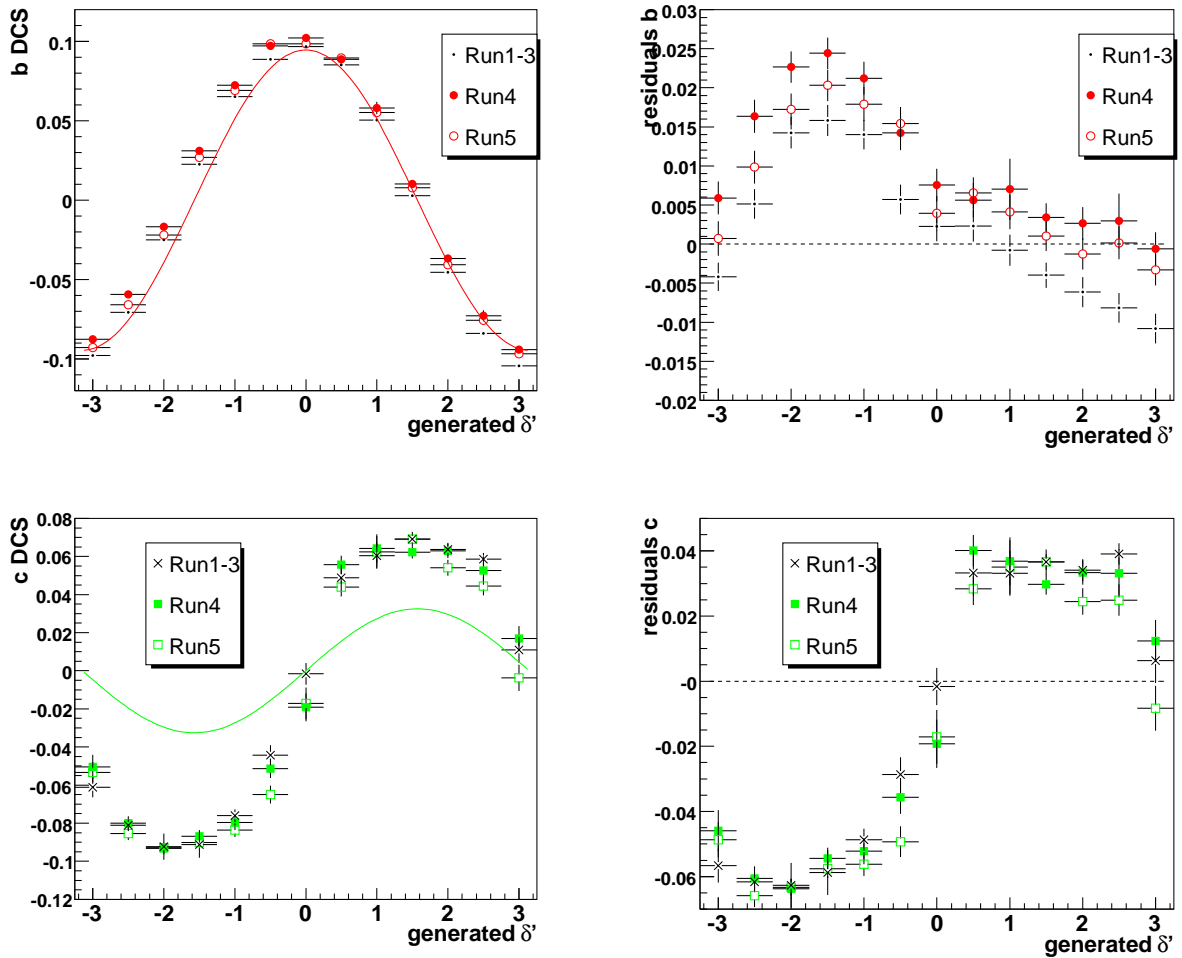 b DCS
0.1
0.05
0
-0.05
-0.1
-3 -2 -1 0 1 2 3
generated δ’
Run1-3
Run4
Run5
residuals b
0.03
0.025
0.02
0.015
0.01
0.005
0
-0.005
-0.01
-0.015
-0.02
-3 -2 -1 0 1 2 3
generated δ’
Run1-3
Run4
Run5
c DCS
0.08
0.06
0.04
0.02
0
-0.02
-0.04
-0.06
-0.08
-0.1
-0.12
-3 -2 -1 0 1 2 3
generated δ’
Run1-3
Run4
Run5
residuals c
0.04
0.02
-0
-0.02
-0.04
-0.06
-3 -2 -1 0 1 2 3
generated δ’
Run1-3
Run4
Run5